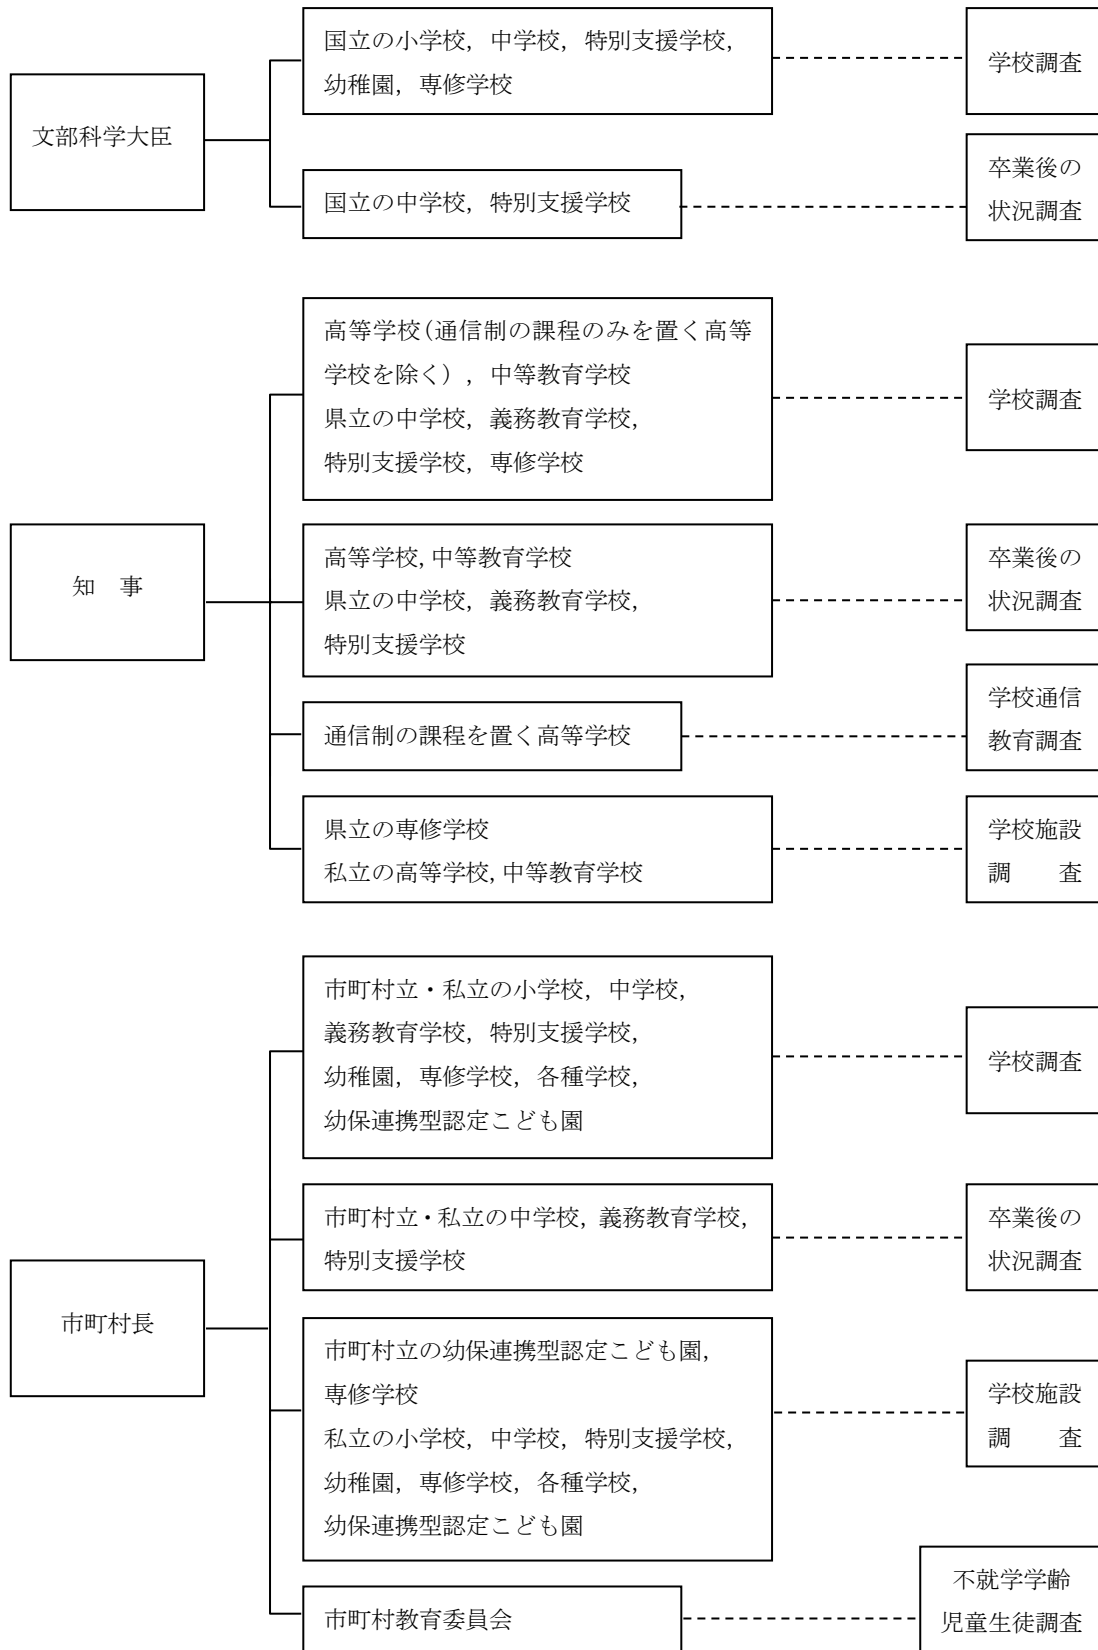 文部科学大臣
国立の小学校，中学校，特別支援学校，
幼稚園，専修学校
学校調査
国立の中学校，特別支援学校
卒業後の
状況調査
知　事
高等学校（通信制の課程のみを置く高等
学校を除く），中等教育学校
県立の中学校，義務教育学校，
特別支援学校，専修学校
学校調査
高等学校，中等教育学校
県立の中学校，義務教育学校，
特別支援学校
卒業後の
状況調査
通信制の課程を置く高等学校
学校通信
教育調査
県立の専修学校
私立の高等学校，中等教育学校
学校施設
調　　査
市町村長
市町村立・私立の小学校，中学校，
義務教育学校，特別支援学校，
幼稚園，専修学校，各種学校，
幼保連携型認定こども園
学校調査
市町村立・私立の中学校，義務教育学校，
特別支援学校
卒業後の
状況調査
市町村立の幼保連携型認定こども園，
専修学校
私立の小学校，中学校，特別支援学校，
幼稚園，専修学校，各種学校，
幼保連携型認定こども園
学校施設
調　　査
市町村教育委員会
不就学学齢
児童生徒調査